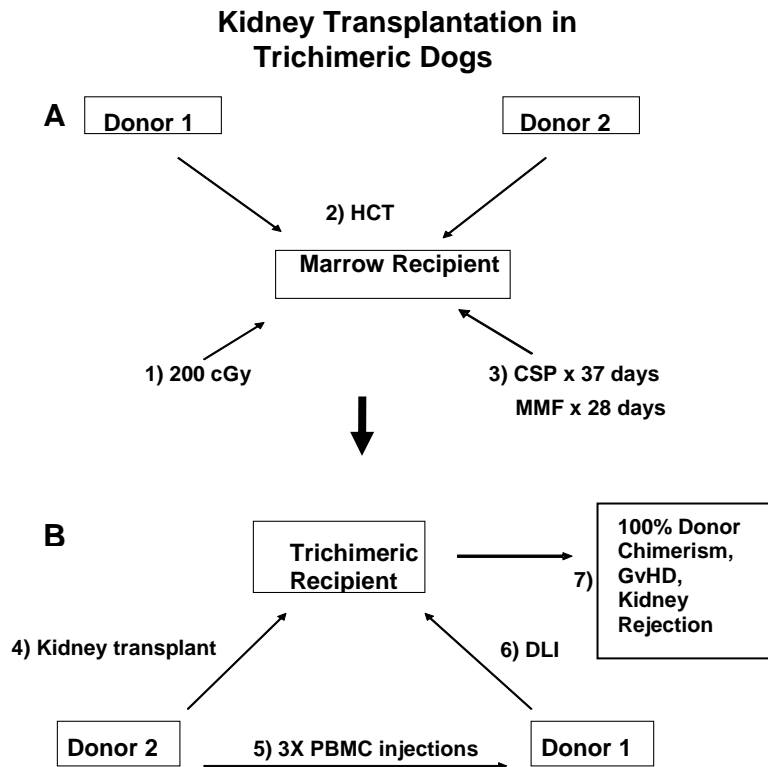 Kidney Transplantation in
Trichimeric Dogs
A
Donor 1
Donor 2
2) HCT
Marrow Recipient
1) 200 cGy
3) CSP x 37 days
MMF x 28 days
B
Trichimeric
Recipient
7)
100% Donor
Chimerism,
GvHD,
Kidney
Rejection
4) Kidney transplant
6) DLI
Donor 2
5) 3X PBMC injections
Donor 1